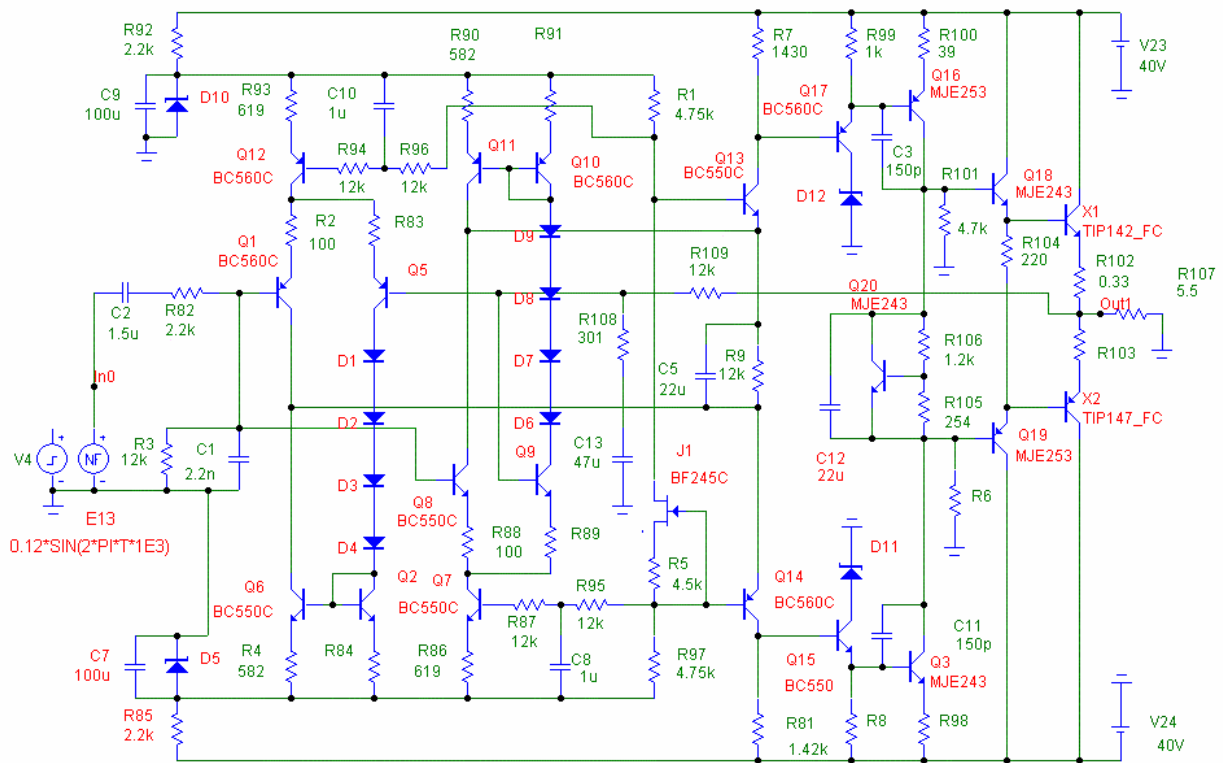 R92
2.2k
R90
582
R91
R7
1430
R99
1k
R100
39
V23
40V
C9
100u
D10
R93
619
C10
1u
R1
4.75k
Q17
BC560C
Q16
MJE253
Q12
BC560C
R94
12k
R96
12k
Q11
Q10
BC560C
Q13
BC550C
C3
150p
D12
R101
4.7k
Q18
MJE243
X1
TIP142_FC
R2
100
R83
D9
Q1
BC560C
Q5
D8
R109
12k
Q20
MJE243
R104
220
R102
0.33
R107
5.5
Out1
C2
1.5u
R82
2.2k
R108
301
D1
D7
C5
22u
R9
12k
R106
1.2k
R103
In0
D2
D6
R105
254
X2
TIP147_FC
V4
NF
R3
12k
C1
2.2n
D3
Q9
C13
47u
J1
BF245C
C12
22u
Q19
MJE253
E13
0.12*SIN(2*PI*T*1E3)
D4
Q8
BC550C
R88
100
R89
R6
Q6
BC550C
Q2
Q7
BC550C
R87
12k
R95
12k
R5
4.5k
Q14
BC560C
D11
C7
100u
D5
R4
582
R84
R86
619
C8
1u
R97
4.75k
Q15
BC550
C11
150p
Q3
MJE243
R85
2.2k
R81
1.42k
R8
R98
V24
40V